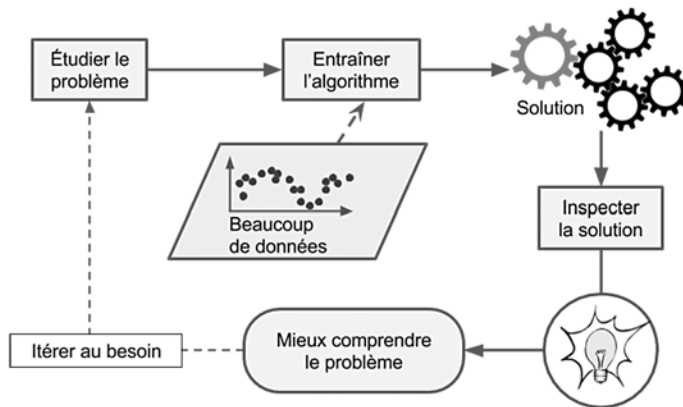 Étudier le
problème
Entraîner
l'algorithme
Solution
Beaucoup
de données
Inspecter
la solution
Mieux comprendre
le problème
Itérer au besoin